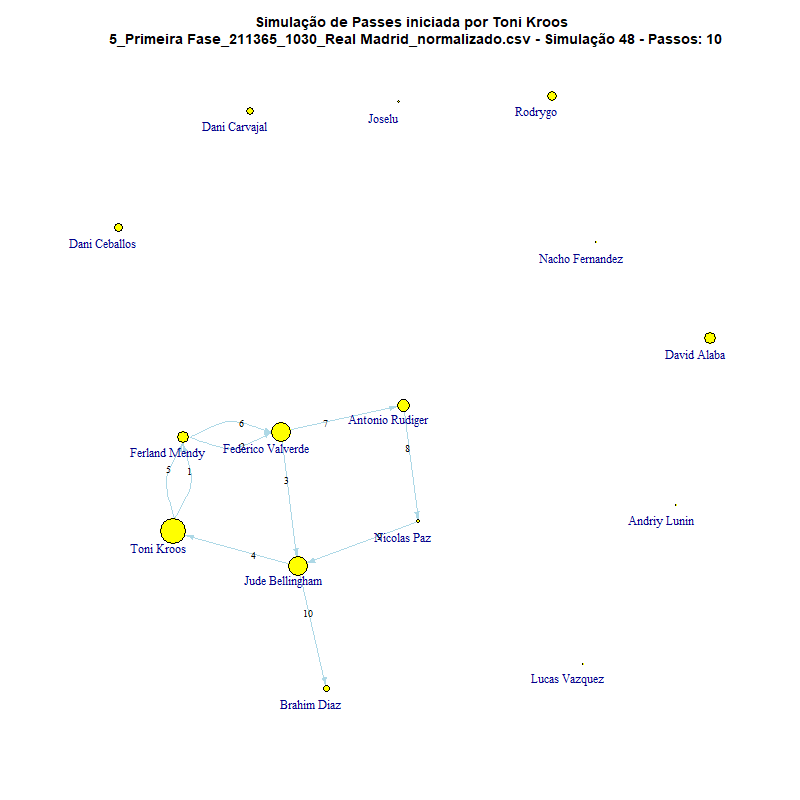 Simulação de Passes iniciada por Toni Kroos
5_Primeira Fase_211365_1030_Real Madrid_normalizado.csv - Simulação 48 - Passos: 10
Joselu
Rodrygo
Dani Carvajal
Dani Ceballos
Nacho Fernandez
David Alaba
Antonio Rudiger
6
7
2
Federico Valverde
8
Ferland Mendy
5
1
3
Andriy Lunin
Nicolas Paz
9
Toni Kroos
4
Jude Bellingham
10
Lucas Vazquez
Brahim Diaz